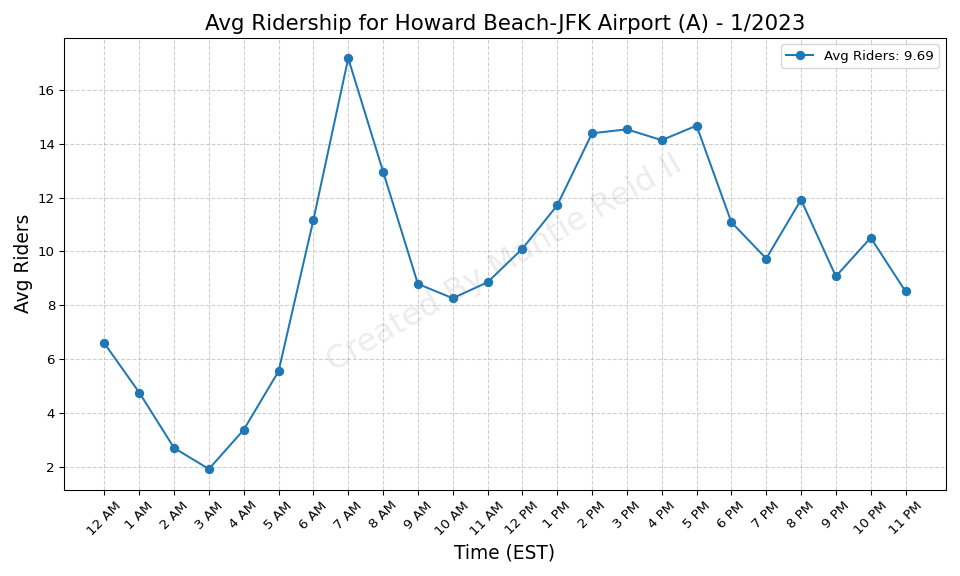 Avg Ridership for Howard Beach-JFK Airport (A) - 1/2023
Avg Riders: 9.69
Avg Riders
16
14
12
10
8
6
4
2
Created By Mantie Reid II
12 AM
1 AM
2 AM
3 AM
4 AM
5 AM
6 AM
7 AM
8 AM
9 AM
10 AM
11 AM
12 PM
1 PM
2 PM
3 PM
4 PM
5 PM
6 PM
7 PM
8 PM
9 PM
10 PM
11 PM
Time (EST)